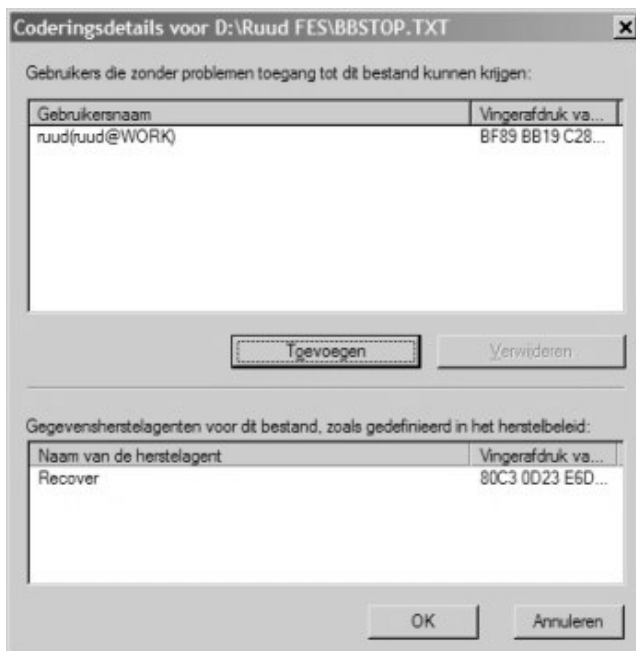 Coderingsdetails voor D:\Ruud FES\BBSTOP.TXT
Gebruikers die zonder problemen toegang tot dit bestand kunnen krijgen:
Gebruikersnaam Vingerafdruk va...
ruud(ruud@WORK) BF89 BB19 C28...
Toevoegen Verwijderen
Gegevensherstelagenten voor dit bestand, zoals gedefinieerd in het herstelbeleid:
Naam van de herstelagent Vingerafdruk va...
Recover 80C3 0D23 E6D...
OK Annuleren